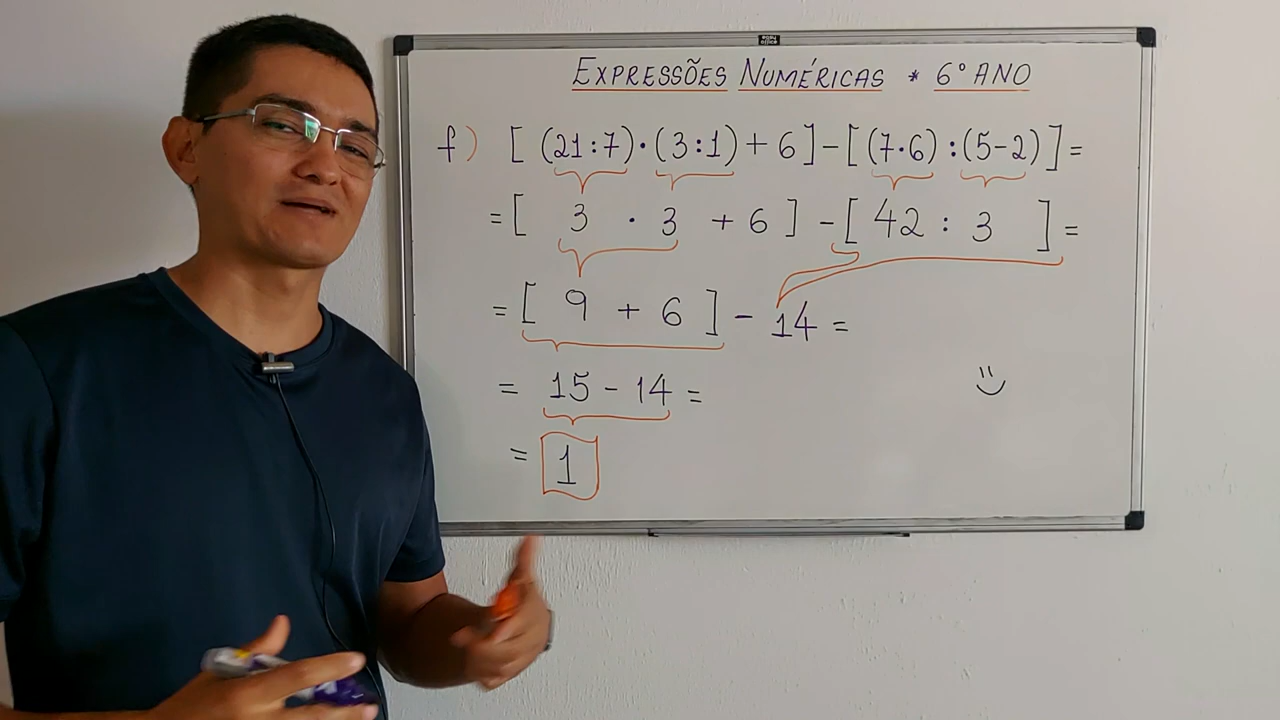 EXPRESSÕES NUMÉRICAS * 6º ANO
f) [ (21:7)·(3:1)+6]-[(7·6):(5-2)]=
=[ 3 · 3 + 6 ] -[ 42 : 3 ]=
=[ 9 + 6 ] - 14 =
= 15 - 14 =
= 1